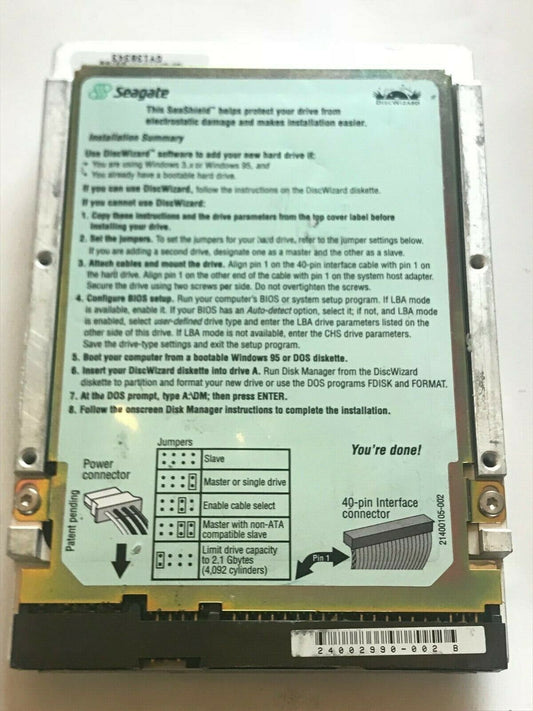 Seagate
DiscWizard
This SeaShield™ helps protect your drive from
electrostatic damage and makes installation easier.
Installation Summary
Use DiscWizard™ software to add your new hard drive if:
• You are using Windows 3.x or Windows 95, and
• You already have a bootable hard drive.
If you can use DiscWizard, follow the instructions on the DiscWizard diskette.
If you cannot use DiscWizard:
1. Copy these instructions and the drive parameters from the top cover label before
installing your drive.
2. Set the jumpers. To set the jumpers for your hard drive, refer to the jumper settings below.
If you are adding a second drive, designate one as a master and the other as a slave.
3. Attach cables and mount the drive. Align pin 1 on the 40-pin interface cable with pin 1 on
the hard drive. Align pin 1 on the other end of the cable with pin 1 on the system host adapter.
Secure the drive using two screws per side. Do not overtighten the screws.
4. Configure BIOS setup. Run your computer's BIOS or system setup program. If LBA mode
is available, enable it. If your BIOS has an Auto-detect option, select it; if not, and LBA mode
is enabled, select user-defined drive type and enter the LBA drive parameters listed on the
other side of this drive. If LBA mode is not available, enter the CHS drive parameters.
Save the drive-type settings and exit the setup program.
5. Boot your computer from a bootable Windows 95 or DOS diskette.
6. Insert your DiscWizard diskette into drive A. Run Disk Manager from the DiscWizard
diskette to partition and format your new drive or use the DOS programs FDISK and FORMAT.
7. At the DOS prompt, type A:\DM; then press ENTER.
8. Follow the onscreen Disk Manager instructions to complete the installation.
You're done!
Jumpers
Slave
Master or single drive
Enable cable select
Master with non-ATA
compatible slave
Limit drive capacity
to 2.1 Gbytes
(4,092 cylinders)
Power
connector
Patent pending
40-pin Interface
connector
Pin 1
21400105-002
24002990-002 B